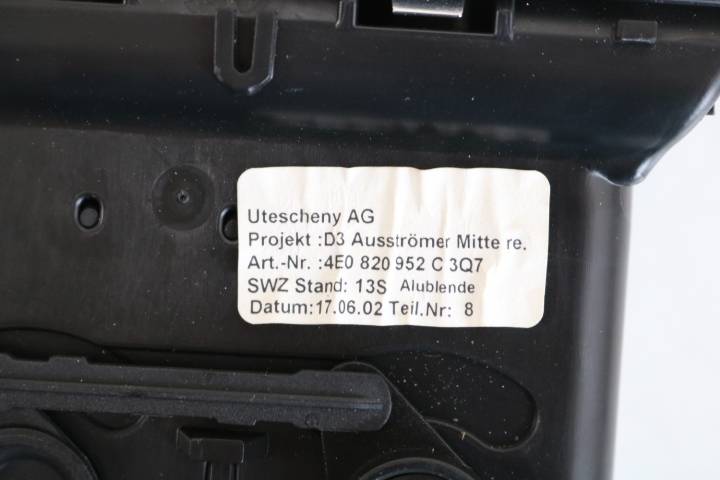 Utescheny AG
Projekt :D3 Ausströmer Mitte re.
Art.-Nr. :4E0 820 952 C 3Q7
SWZ Stand: 13S Alublende
Datum:17.06.02 Teil.Nr: 8